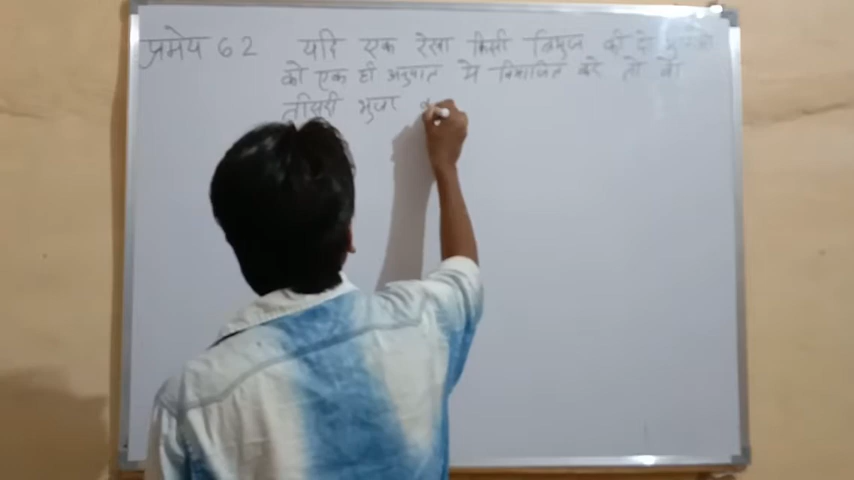 प्रमेय 6 2 यदि एक रेखा किसी त्रिभुज की दो भुजाओं
को एक ही अनुपात मे विभाजित करे तो वो
तीसरी भुजा